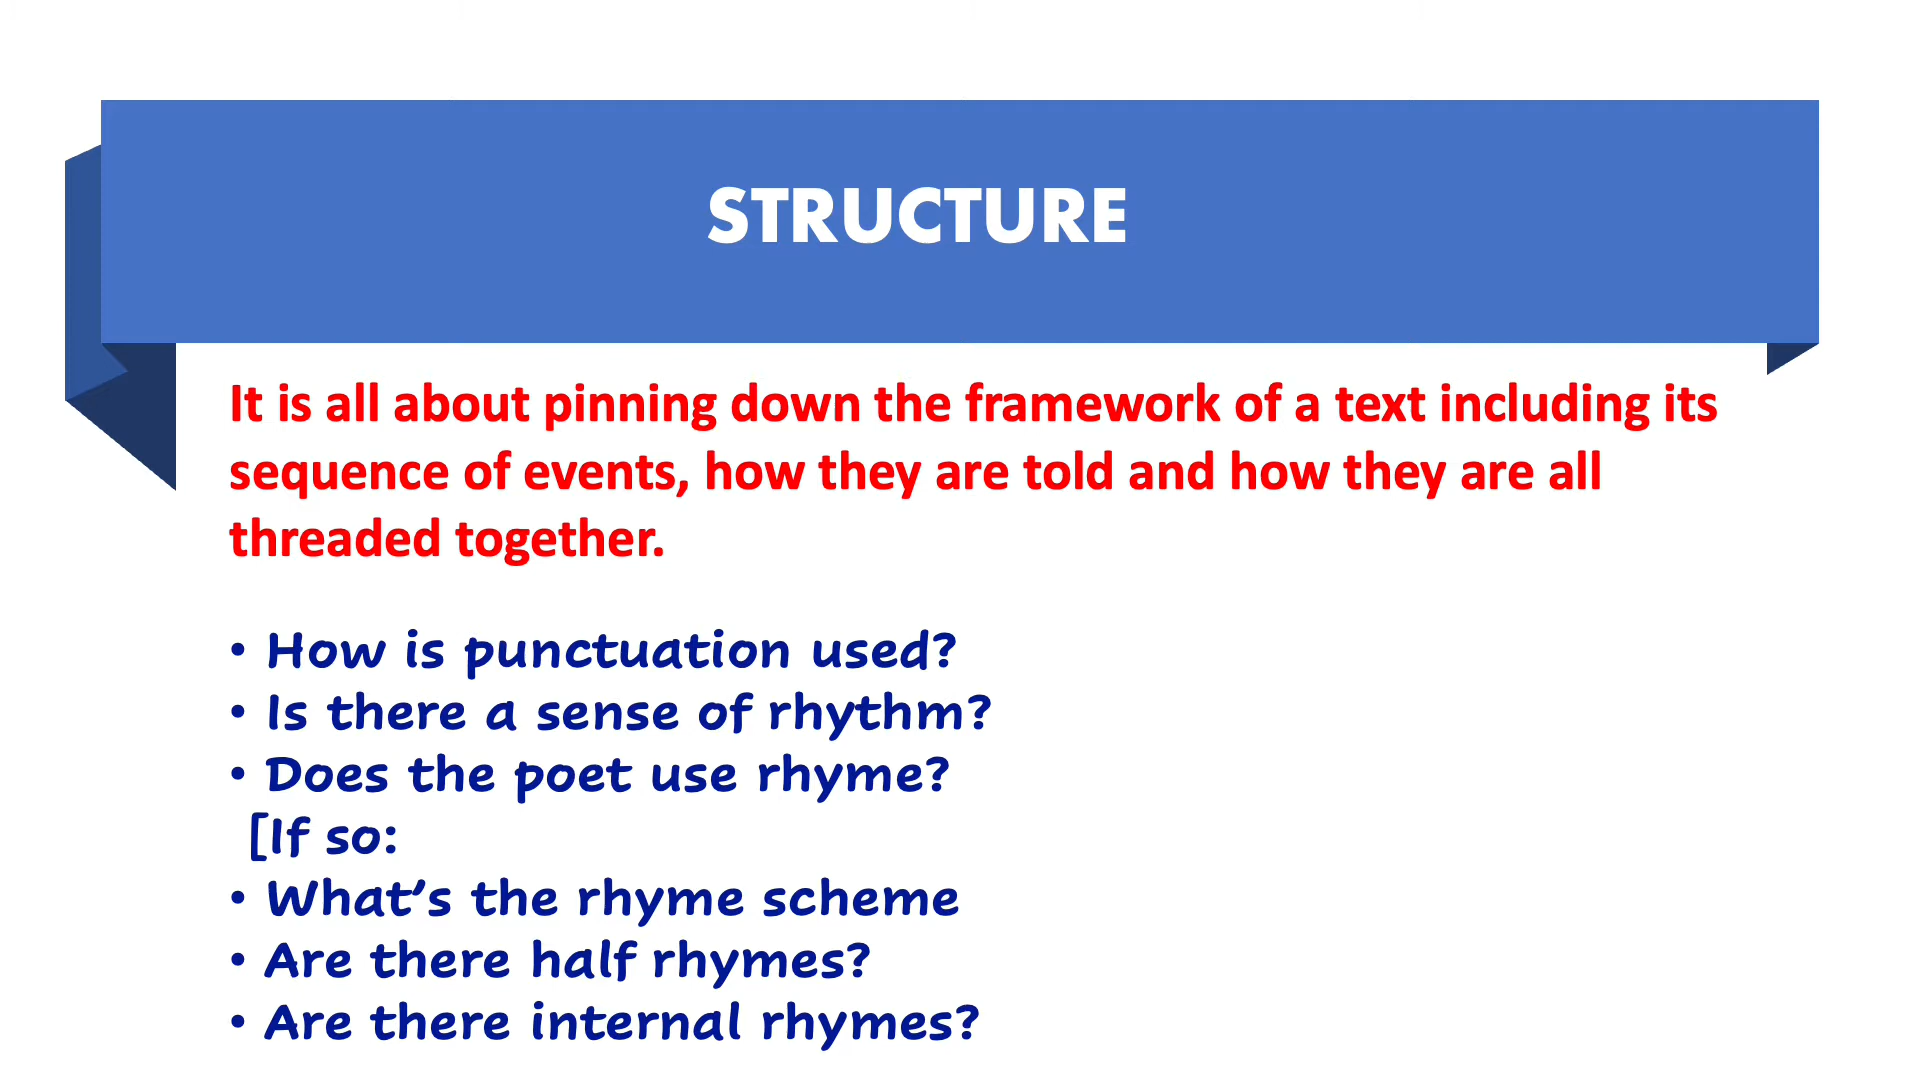 STRUCTURE
It is all about pinning down the framework of a text including its
sequence of events, how they are told and how they are all
threaded together.
• How is punctuation used?
• Is there a sense of rhythm?
• Does the poet use rhyme?
[If so:
• What’s the rhyme scheme
• Are there half rhymes?
• Are there internal rhymes?